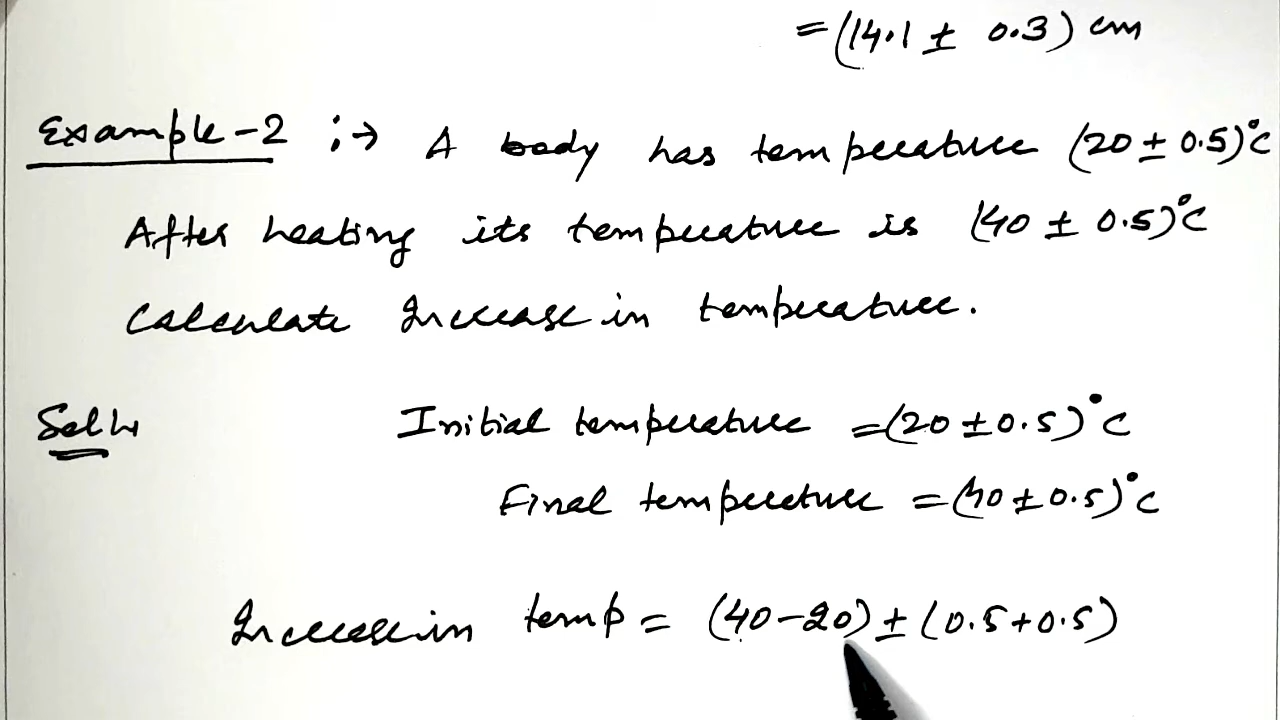 = (14.1 ± 0.3) cm
Example-2 :→ A body has temperature (20 ± 0.5)°C
After heating its temperature is (40 ± 0.5)°C
Calculate Increase in temperature.
Soln Initial temperature = (20 ± 0.5)°C
Final temperature = (40 ± 0.5)°C
Increase in temp = (40-20) ± (0.5+0.5)